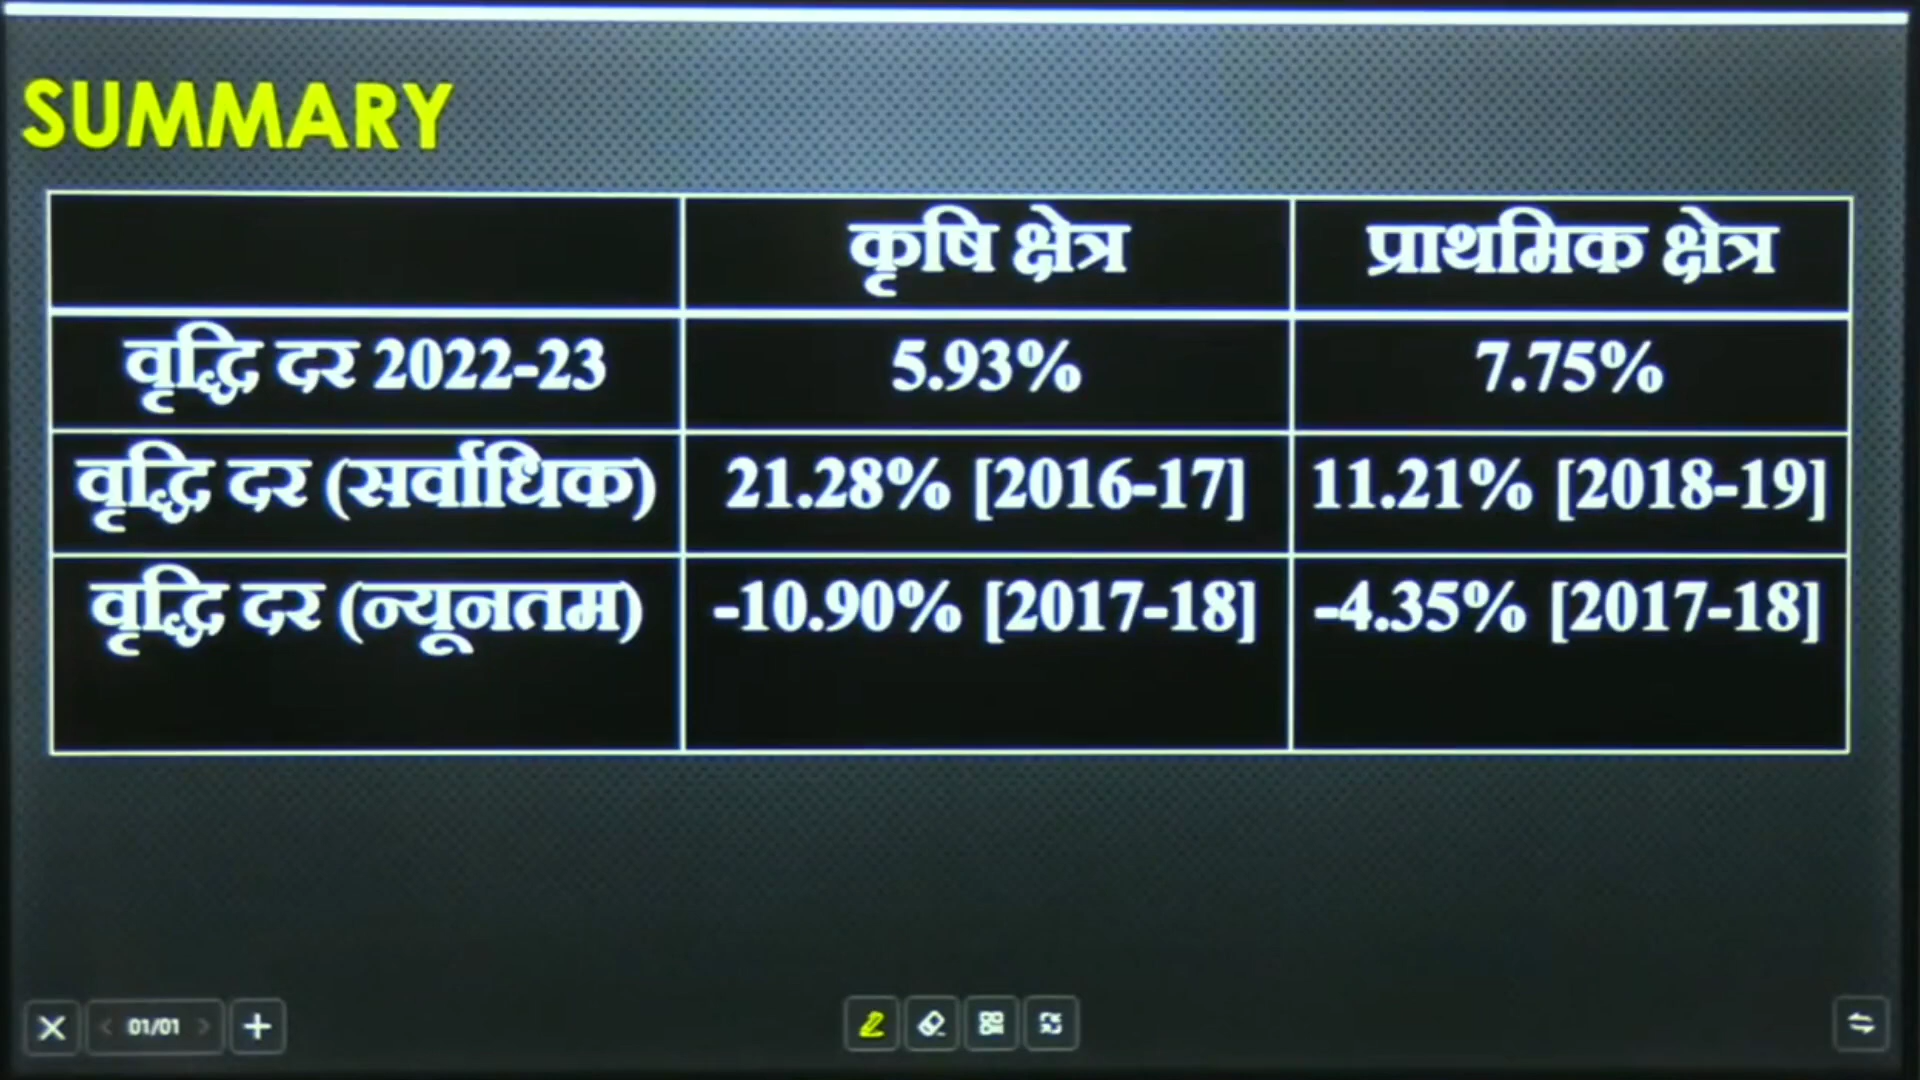 SUMMARY
कृषि क्षेत्र प्राथमिक क्षेत्र
वृद्धि दर 2022-23 5.93% 7.75%
वृद्धि दर (सर्वाधिक) 21.28% [2016-17] 11.21% [2018-19]
वृद्धि दर (न्यूनतम) -10.90% [2017-18] -4.35% [2017-18]
01/01